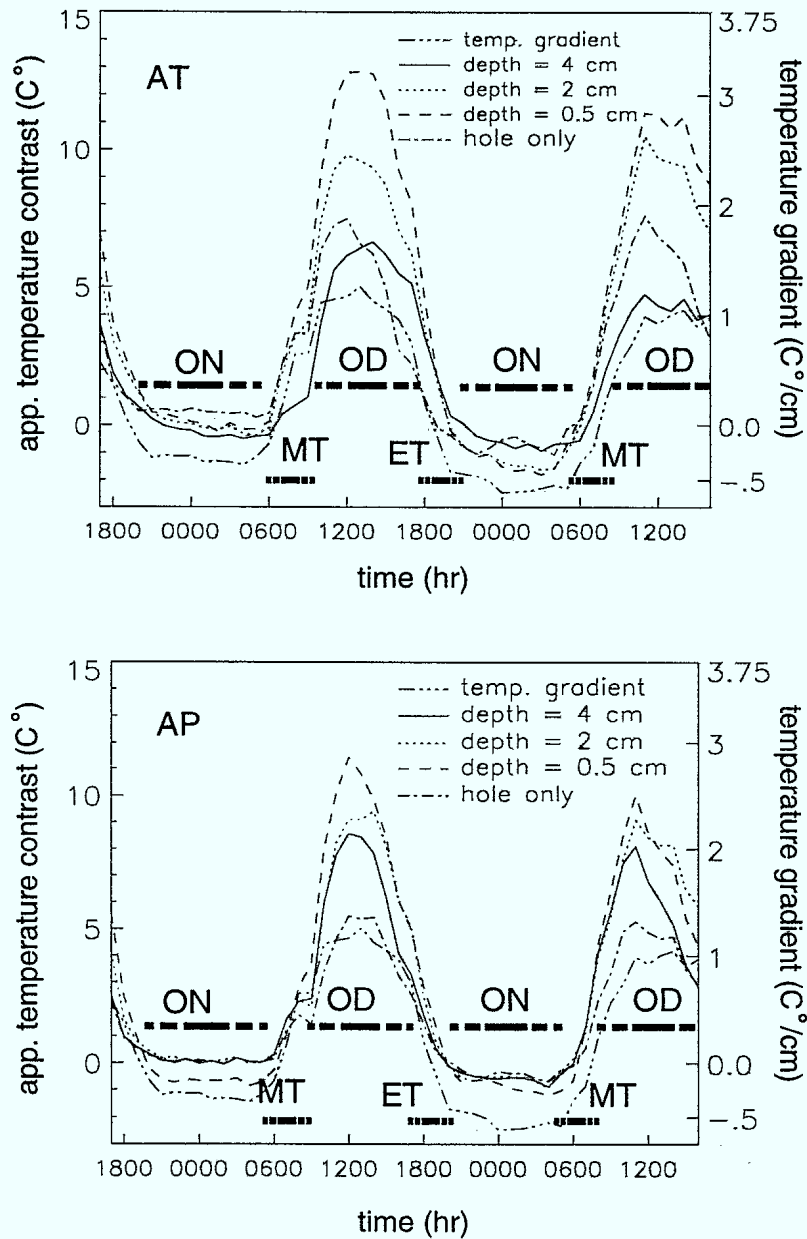 15
10
5
0
app. temperature contrast (C°)
AT
temp. gradient
depth = 4 cm
depth = 2 cm
depth = 0.5 cm
hole only
3.75
3
2
1
0.0
-.5
temperature gradient (C°/cm)
ON
OD
ON
OD
MT
ET
MT
1800 0000 0600 1200 1800 0000 0600 1200
time (hr)
15
10
5
0
app. temperature contrast (C°)
AP
temp. gradient
depth = 4 cm
depth = 2 cm
depth = 0.5 cm
hole only
3.75
3
2
1
0.0
-.5
temperature gradient (C°/cm)
ON
OD
ON
OD
MT
ET
MT
1800 0000 0600 1200 1800 0000 0600 1200
time (hr)